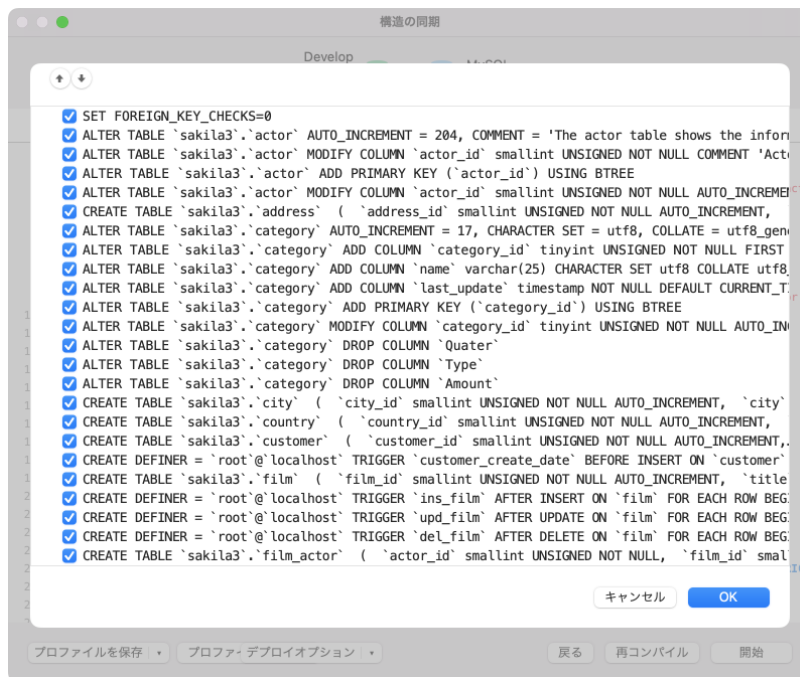 構造の同期
Develop
MySQL
SET FOREIGN_KEY_CHECKS=0
ALTER TABLE `sakila3`.`actor` AUTO_INCREMENT = 204, COMMENT = 'The actor table shows the infor
ALTER TABLE `sakila3`.`actor` MODIFY COLUMN `actor_id` smallint UNSIGNED NOT NULL COMMENT 'Act
ALTER TABLE `sakila3`.`actor` ADD PRIMARY KEY (`actor_id`) USING BTREE
ALTER TABLE `sakila3`.`actor` MODIFY COLUMN `actor_id` smallint UNSIGNED NOT NULL AUTO_INCREME
CREATE TABLE `sakila3`.`address` ( `address_id` smallint UNSIGNED NOT NULL AUTO_INCREMENT,
ALTER TABLE `sakila3`.`category` AUTO_INCREMENT = 17, CHARACTER SET = utf8, COLLATE = utf8_gen
ALTER TABLE `sakila3`.`category` ADD COLUMN `category_id` tinyint UNSIGNED NOT NULL FIRST
ALTER TABLE `sakila3`.`category` ADD COLUMN `name` varchar(25) CHARACTER SET utf8 COLLATE utf8_
ALTER TABLE `sakila3`.`category` ADD COLUMN `last_update` timestamp NOT NULL DEFAULT CURRENT_T
ALTER TABLE `sakila3`.`category` ADD PRIMARY KEY (`category_id`) USING BTREE
ALTER TABLE `sakila3`.`category` MODIFY COLUMN `category_id` tinyint UNSIGNED NOT NULL AUTO_IN
ALTER TABLE `sakila3`.`category` DROP COLUMN `Quater`
ALTER TABLE `sakila3`.`category` DROP COLUMN `Type`
ALTER TABLE `sakila3`.`category` DROP COLUMN `Amount`
CREATE TABLE `sakila3`.`city` ( `city_id` smallint UNSIGNED NOT NULL AUTO_INCREMENT, `city`
CREATE TABLE `sakila3`.`country` ( `country_id` smallint UNSIGNED NOT NULL AUTO_INCREMENT,
CREATE TABLE `sakila3`.`customer` ( `customer_id` smallint UNSIGNED NOT NULL AUTO_INCREMENT,
CREATE DEFINER = `root`@`localhost` TRIGGER `customer_create_date` BEFORE INSERT ON `customer`
CREATE TABLE `sakila3`.`film` ( `film_id` smallint UNSIGNED NOT NULL AUTO_INCREMENT, `title
CREATE DEFINER = `root`@`localhost` TRIGGER `ins_film` AFTER INSERT ON `film` FOR EACH ROW BEG
CREATE DEFINER = `root`@`localhost` TRIGGER `upd_film` AFTER UPDATE ON `film` FOR EACH ROW BEG
CREATE DEFINER = `root`@`localhost` TRIGGER `del_film` AFTER DELETE ON `film` FOR EACH ROW BEG
CREATE TABLE `sakila3`.`film_actor` ( `actor_id` smallint UNSIGNED NOT NULL, `film_id` smal
キャンセル OK
プロファイルを保存 プロファイ デプロイオプション 戻る 再コンパイル 開始